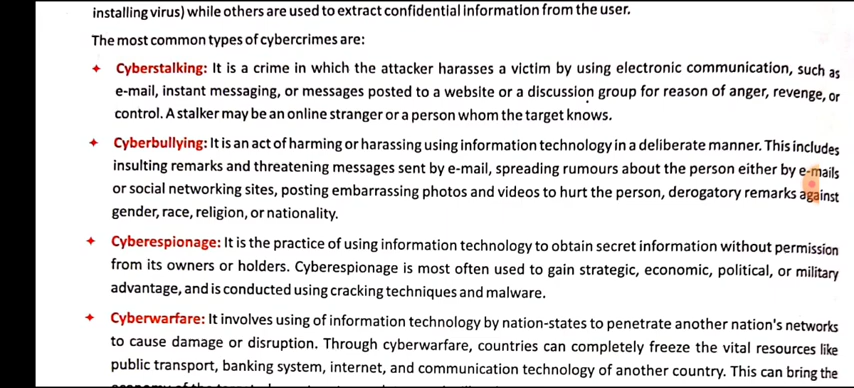 installing virus) while others are used to extract confidential information from the user.
The most common types of cybercrimes are:
Cyberstalking: It is a crime in which the attacker harasses a victim by using electronic communication, such as
e-mail, instant messaging, or messages posted to a website or a discussion group for reason of anger, revenge, or
control. A stalker may be an online stranger or a person whom the target knows.
Cyberbullying: It is an act of harming or harassing using information technology in a deliberate manner. This includes
insulting remarks and threatening messages sent by e-mail, spreading rumours about the person either by e-mails
or social networking sites, posting embarrassing photos and videos to hurt the person, derogatory remarks against
gender, race, religion, or nationality.
Cyberespionage: It is the practice of using information technology to obtain secret information without permission
from its owners or holders. Cyberespionage is most often used to gain strategic, economic, political, or military
advantage, and is conducted using cracking techniques and malware.
Cyberwarfare: It involves using of information technology by nation-states to penetrate another nation's networks
to cause damage or disruption. Through cyberwarfare, countries can completely freeze the vital resources like
public transport, banking system, internet, and communication technology of another country. This can bring the